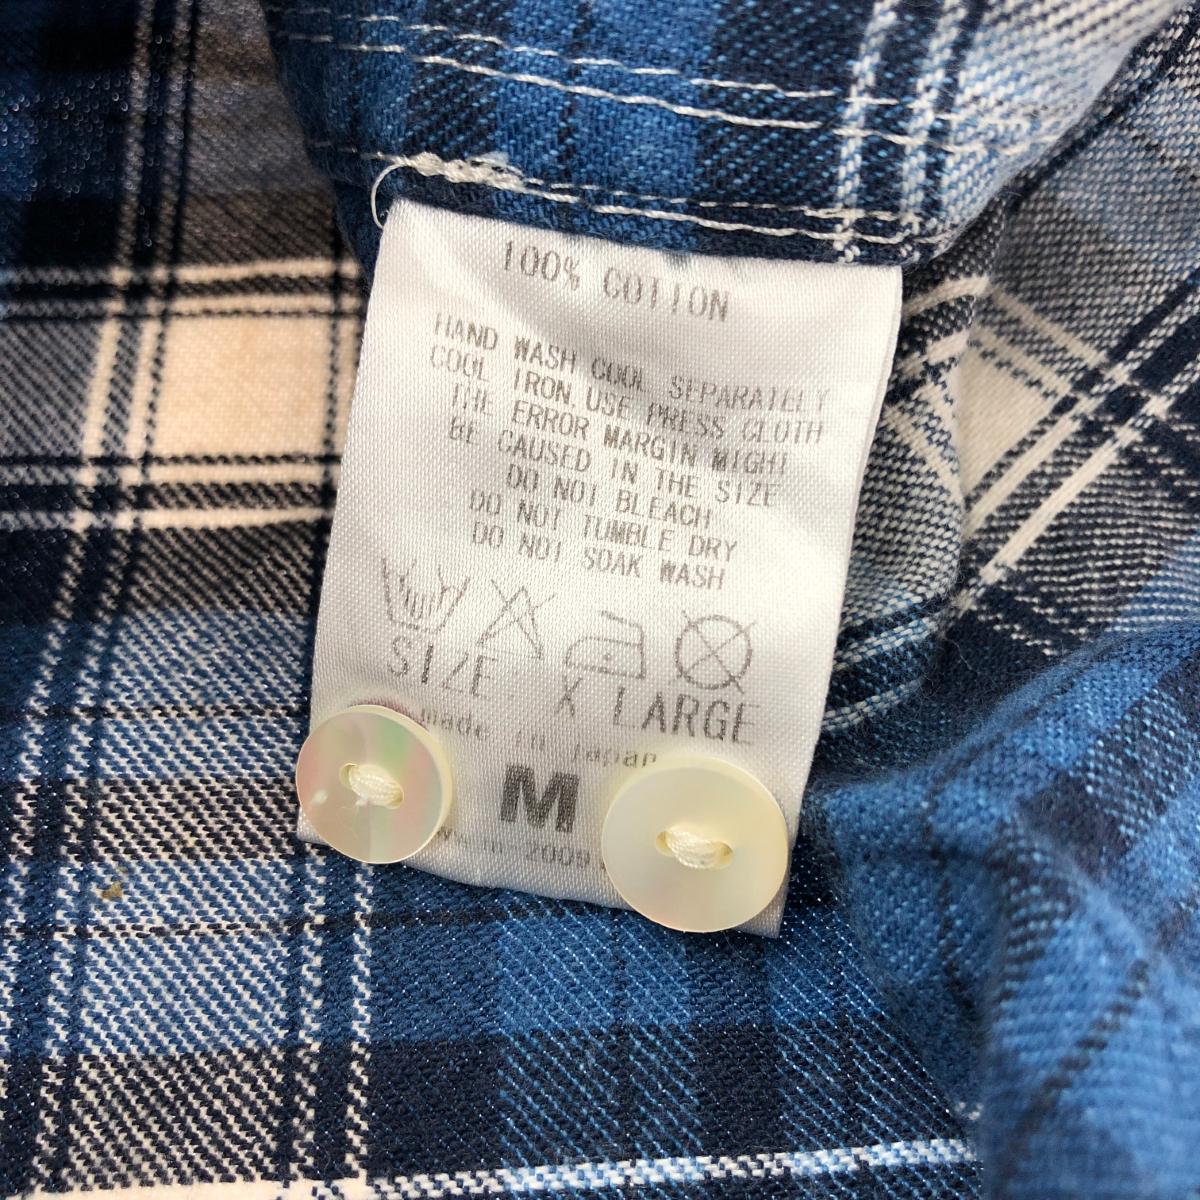 100% COTTON
HAND WASH COOL SEPARATELY
COOL IRON.USE PRESS CLOTH
THE ERROR MARGIN MIGHT
BE CAUSED IN THE SIZE
DO NOT BLEACH
DO NOT TUMBLE DRY
DO NOT SOAK WASH
SIZE X LARGE
made in japan
M
2009